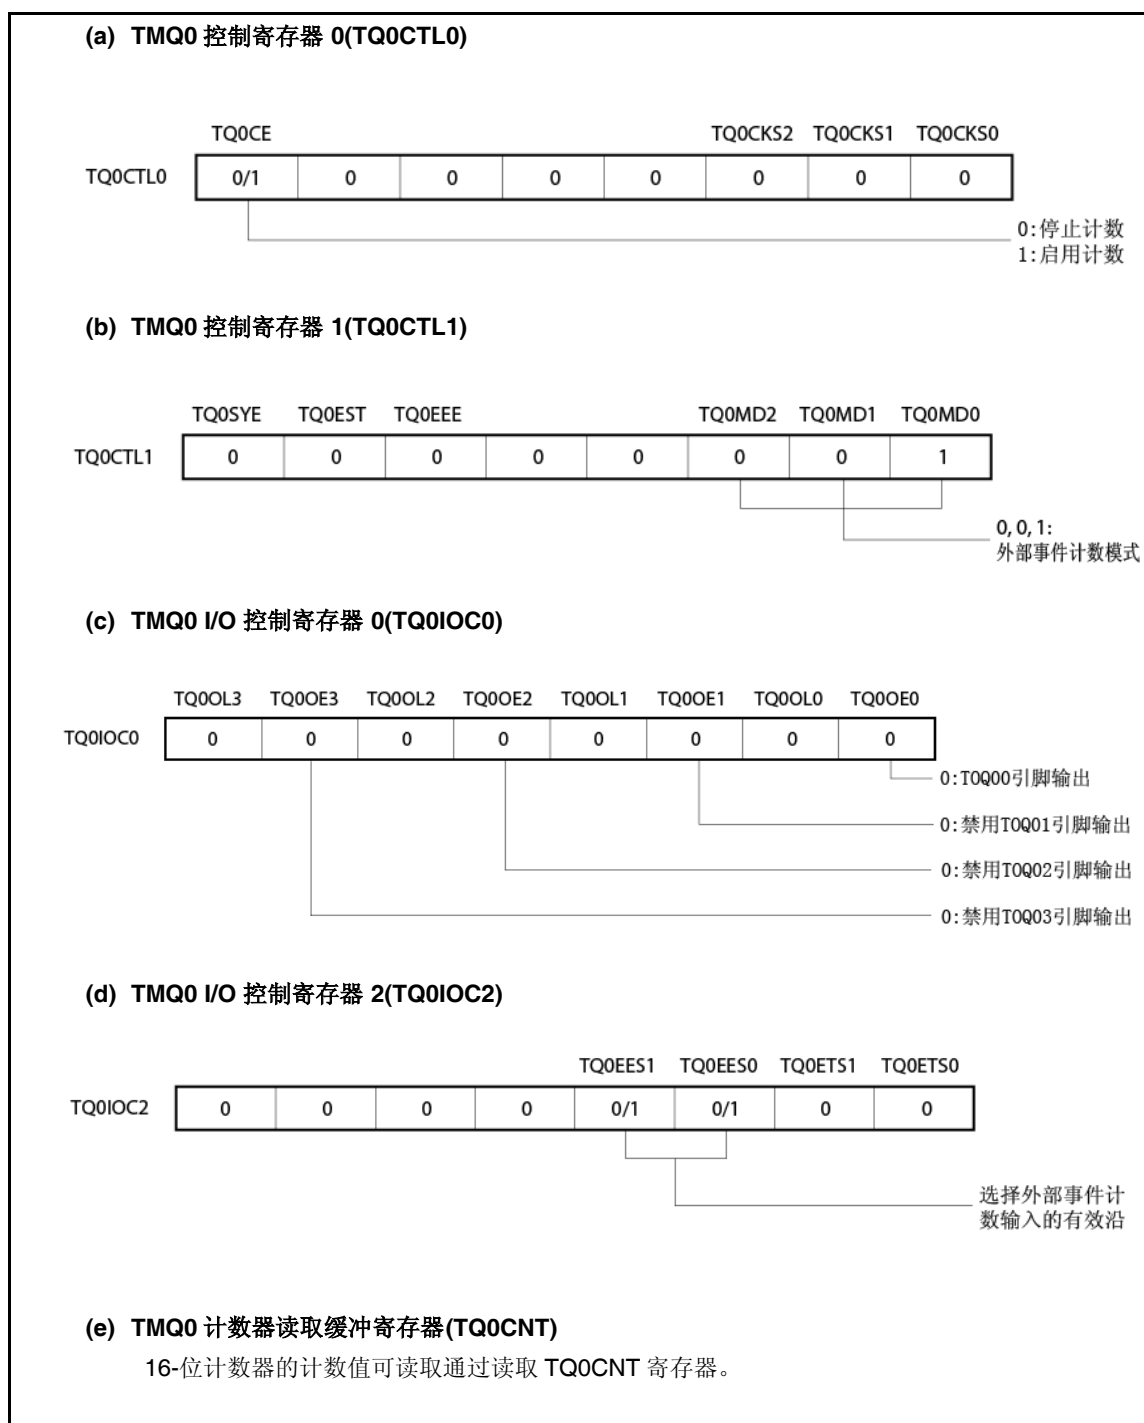 (a) TMQ0 控制寄存器 0(TQ0CTL0)
TQ0CE TQ0CKS2 TQ0CKS1 TQ0CKS0
TQ0CTL0 0/1 0 0 0 0 0 0 0
0:停止计数
1:启用计数
(b) TMQ0 控制寄存器 1(TQ0CTL1)
TQ0SYE TQ0EST TQ0EEE TQ0MD2 TQ0MD1 TQ0MD0
TQ0CTL1 0 0 0 0 0 0 0 1
0, 0, 1:
外部事件计数模式
(c) TMQ0 I/O 控制寄存器 0(TQ0IOC0)
TQ0OL3 TQ0OE3 TQ0OL2 TQ0OE2 TQ0OL1 TQ0OE1 TQ0OL0 TQ0OE0
TQ0IOC0 0 0 0 0 0 0 0 0
0:TOQ00引脚输出
0:禁用TOQ01引脚输出
0:禁用TOQ02引脚输出
0:禁用TOQ03引脚输出
(d) TMQ0 I/O 控制寄存器 2(TQ0IOC2)
TQ0EES1 TQ0EES0 TQ0ETS1 TQ0ETS0
TQ0IOC2 0 0 0 0 0/1 0/1 0 0
选择外部事件计
数输入的有效沿
(e) TMQ0 计数器读取缓冲寄存器(TQ0CNT)
16-位计数器的计数值可读取通过读取 TQ0CNT 寄存器。